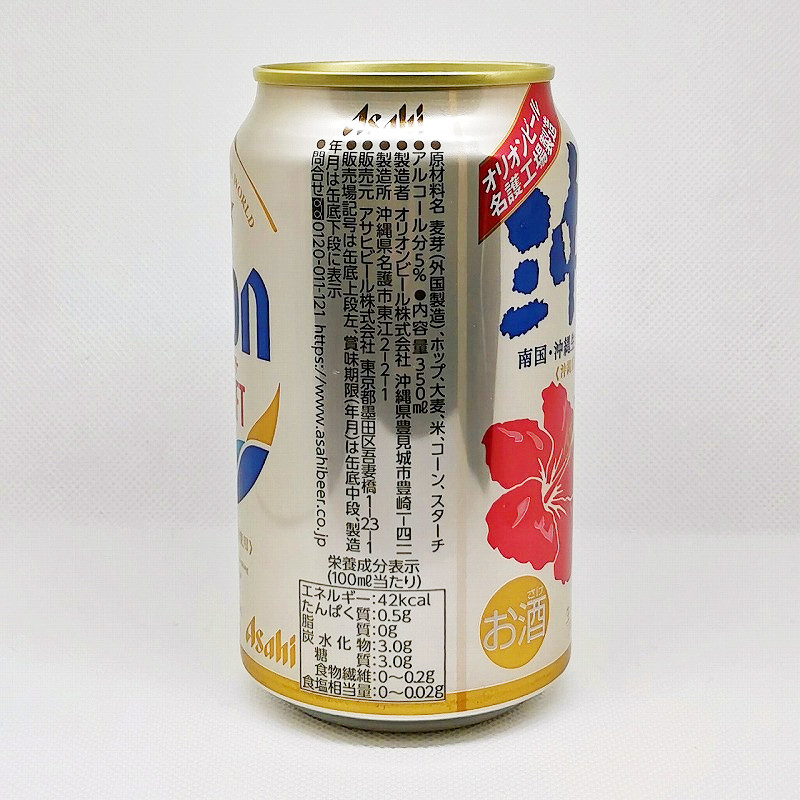 Asahi
●原材料名 麦芽(外国製造)、ホップ、大麦、米、コーン、スターチ
●アルコール分5% ●内容量350㎖
●製造者 オリオンビール株式会社 沖縄県豊見城市豊崎1-411
●製造所 沖縄県名護市東江2-2-1
●販売元 アサヒビール株式会社 東京都墨田区吾妻橋1-23-1
●販売場記号は缶底上段左、賞味期限(年月)は缶底中段、製造
年月は缶底下段に表示
●問合せ 0120-011-121 https://www.asahibeer.co.jp
栄養成分表示
(100㎖当たり)
エネルギー:42kcal
たんぱく質:0.5g
脂質:0g
炭水化物:3.0g
糖質:3.0g
食物繊維:0~0.2g
食塩相当量:0~0.02g
オリオンビール
名護工場製造
沖
南国・沖縄
さけ
お酒
WORLD
on
FT
Asahi